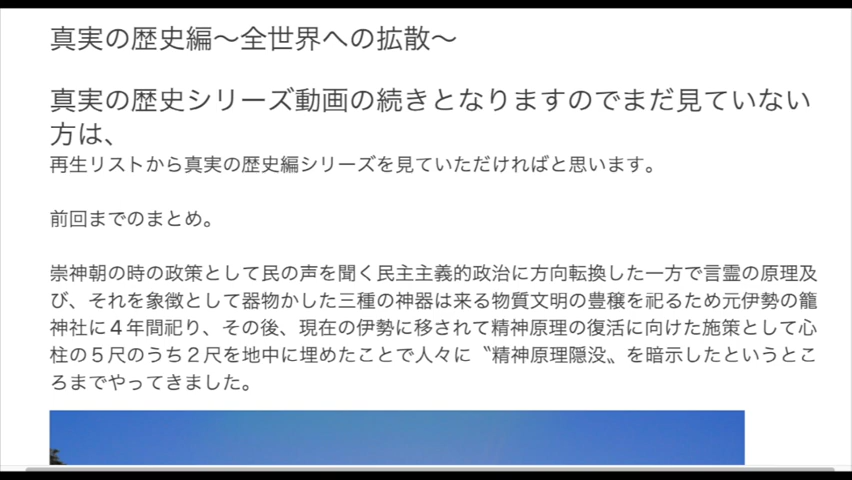 真実の歴史編〜全世界への拡散〜
真実の歴史シリーズ動画の続きとなりますのでまだ見ていない
方は、
再生リストから真実の歴史編シリーズを見ていただければと思います。
前回までのまとめ。
崇神朝の時の政策として民の声を聞く民主主義的政治に方向転換した一方で言霊の原理及
び、それを象徴として器物かした三種の神器は来る物質文明の豊穣を祀るため元伊勢の籠
神社に４年間祀り、その後、現在の伊勢に移されて精神原理の復活に向けた施策として心
柱の５尺のうち２尺を地中に埋めたことで人々に〝精神原理隠没〟を暗示したというとこ
ろまでやってきました。